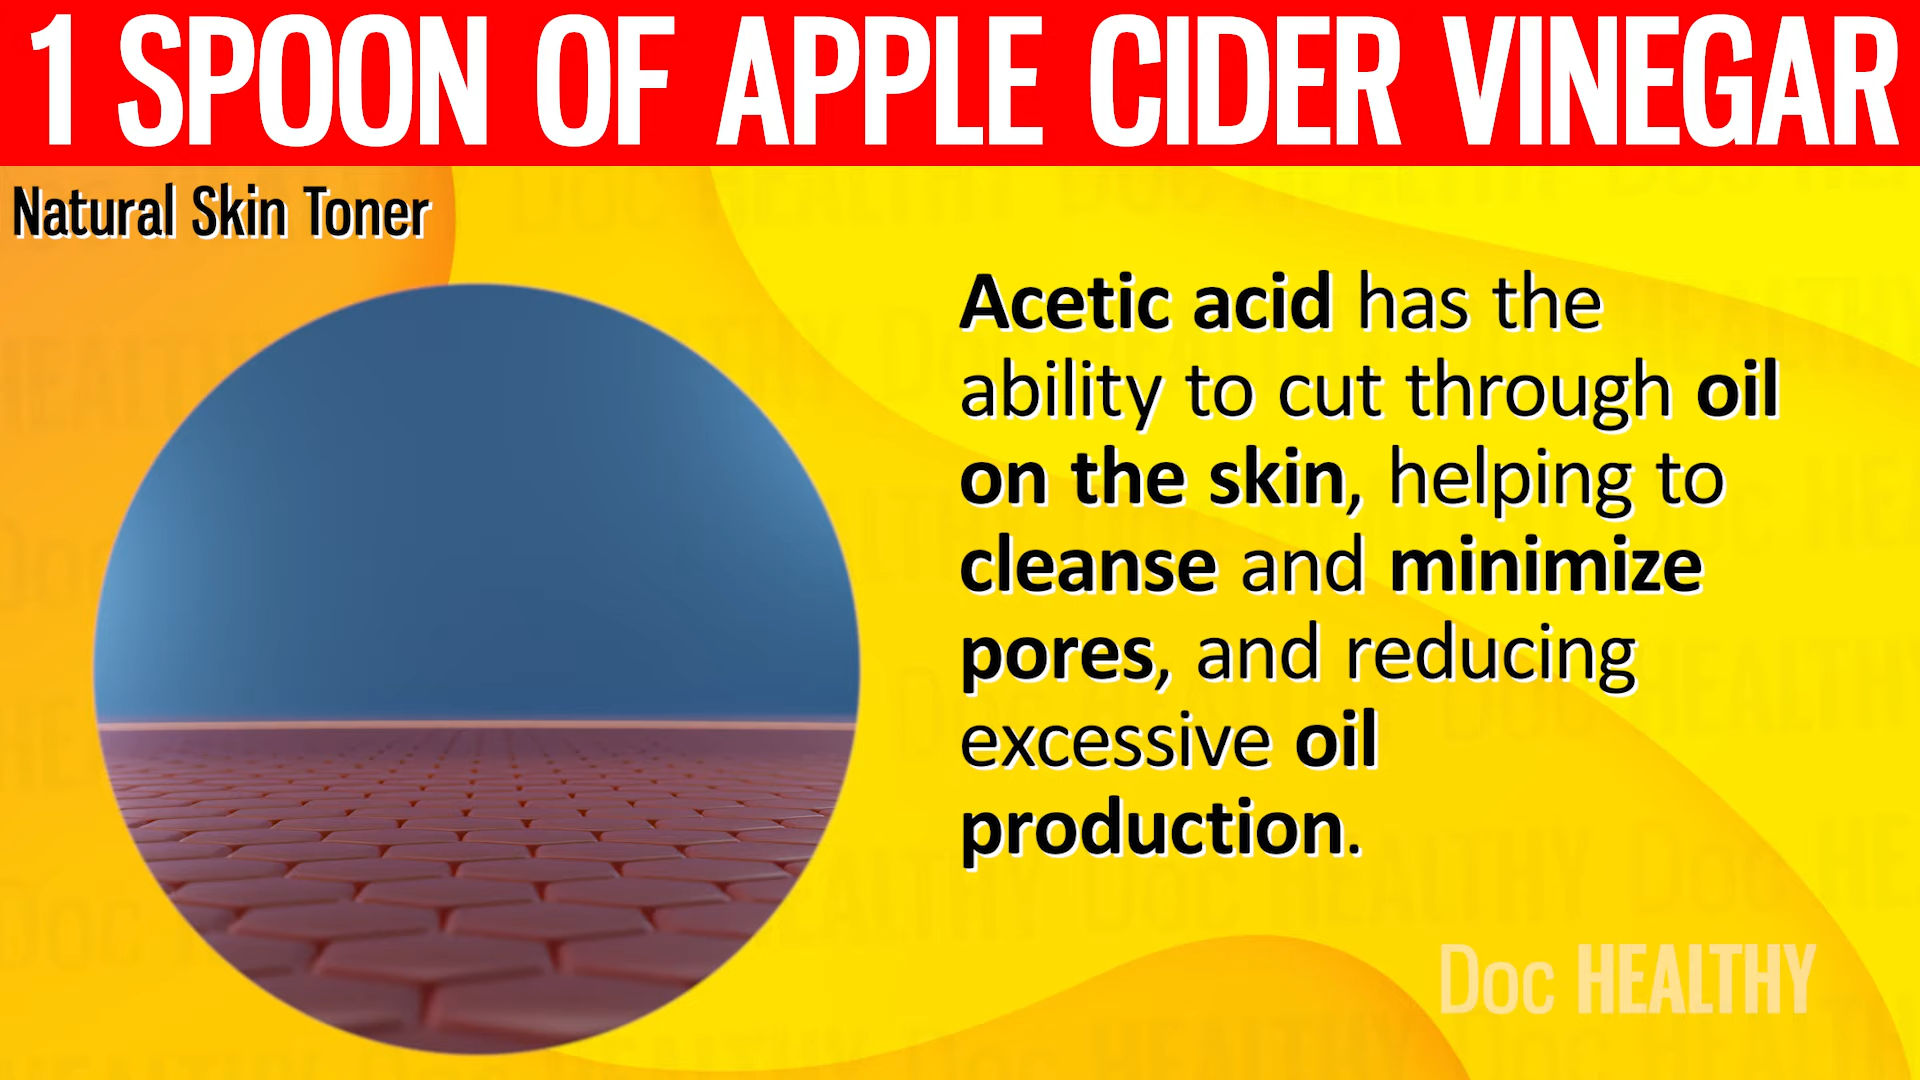 1 SPOON OF APPLE CIDER VINEGAR
Natural Skin Toner
Acetic acid has the
ability to cut through oil
on the skin, helping to
cleanse and minimize
pores, and reducing
excessive oil
production.
Doc HEALTHY